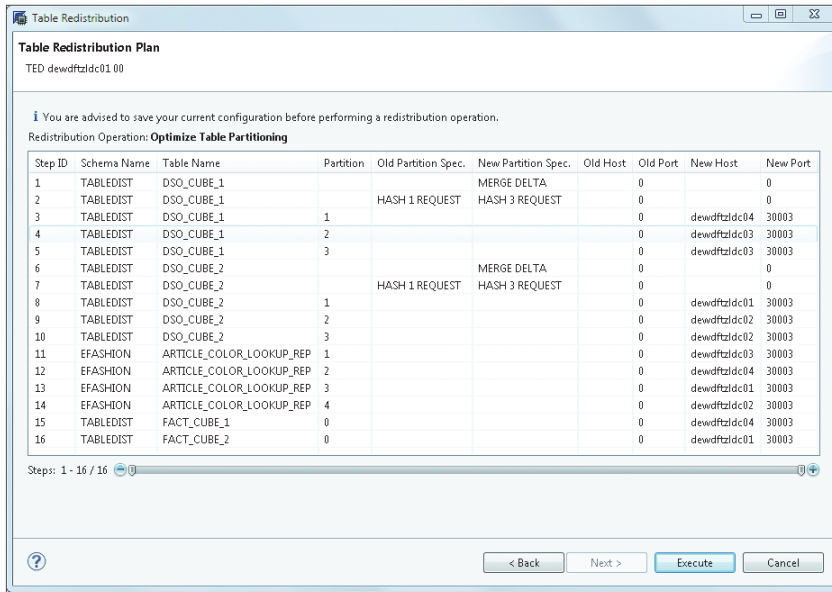 Table Redistribution
Table Redistribution Plan
TED dewdftzldc01 00
i You are advised to save your current configuration before performing a redistribution operation.
Redistribution Operation: Optimize Table Partitioning
Step ID Schema Name Table Name Partition Old Partition Spec. New Partition Spec. Old Host Old Port New Host New Port
1 TABLEDIST DSO_CUBE_1 MERGE DELTA 0 0
2 TABLEDIST DSO_CUBE_1 HASH 1 REQUEST HASH 3 REQUEST 0 0
3 TABLEDIST DSO_CUBE_1 1 0 dewdftzldc04 30003
4 TABLEDIST DSO_CUBE_1 2 0 dewdftzldc03 30003
5 TABLEDIST DSO_CUBE_1 3 0 dewdftzldc03 30003
6 TABLEDIST DSO_CUBE_2 MERGE DELTA 0 0
7 TABLEDIST DSO_CUBE_2 HASH 1 REQUEST HASH 3 REQUEST 0 0
8 TABLEDIST DSO_CUBE_2 1 0 dewdftzldc01 30003
9 TABLEDIST DSO_CUBE_2 2 0 dewdftzldc02 30003
10 TABLEDIST DSO_CUBE_2 3 0 dewdftzldc02 30003
11 EFASHION ARTICLE_COLOR_LOOKUP_REP 1 0 dewdftzldc03 30003
12 EFASHION ARTICLE_COLOR_LOOKUP_REP 2 0 dewdftzldc04 30003
13 EFASHION ARTICLE_COLOR_LOOKUP_REP 3 0 dewdftzldc01 30003
14 EFASHION ARTICLE_COLOR_LOOKUP_REP 4 0 dewdftzldc02 30003
15 TABLEDIST FACT_CUBE_1 0 0 dewdftzldc04 30003
16 TABLEDIST FACT_CUBE_2 0 0 dewdftzldc01 30003
Steps: 1 - 16 / 16
? < Back Next > Execute Cancel